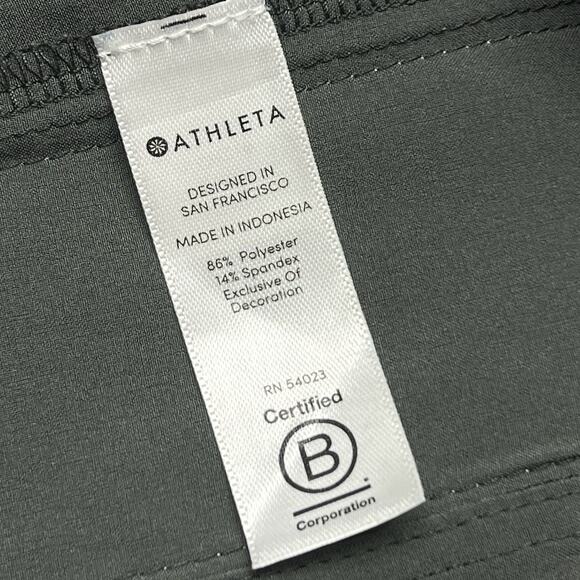 ATHLETA
DESIGNED IN
SAN FRANCISCO
MADE IN INDONESIA
86% Polyester
14% Spandex
Exclusive Of
Decoration
RN 54023
Certified
B
Corporation